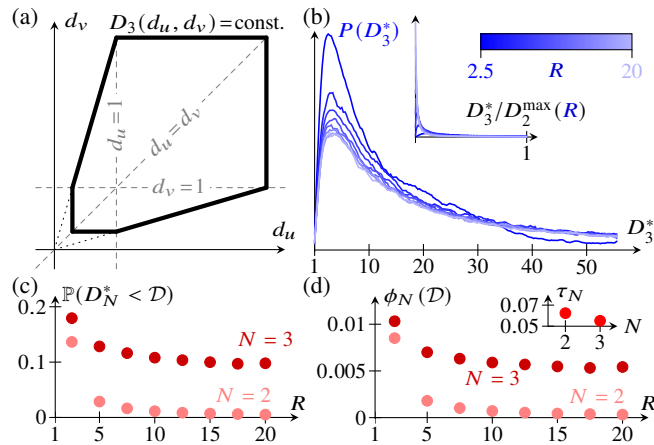 (a)
d_v
D_3(d_u, d_v) = const.
d_u = 1
d_u = d_v
d_v = 1
d_u
(b)
P(D_3^*)
2.5 R 20
D_3^*/D_2^max(R)
1
D_3^*
1 10 20 30 40 50
(c)
ℙ(D_N^* < 𝒟)
0.2
0.1
0
N = 3
N = 2
R
1 5 10 15 20
(d)
ϕ_N(𝒟)
0.01
0.005
0
N = 3
N = 2
R
1 5 10 15 20
τ_N
0.07
0.05
N
2 3